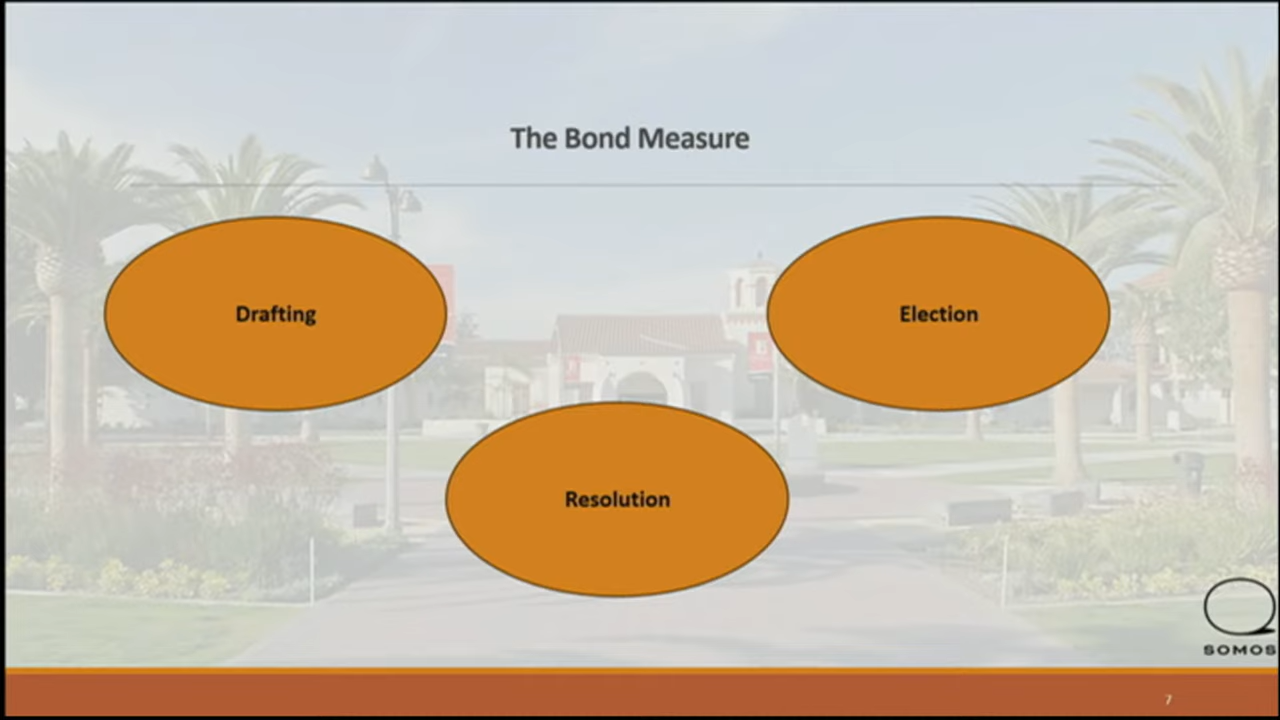 The Bond Measure
Drafting
Election
Resolution
SOMOS
7